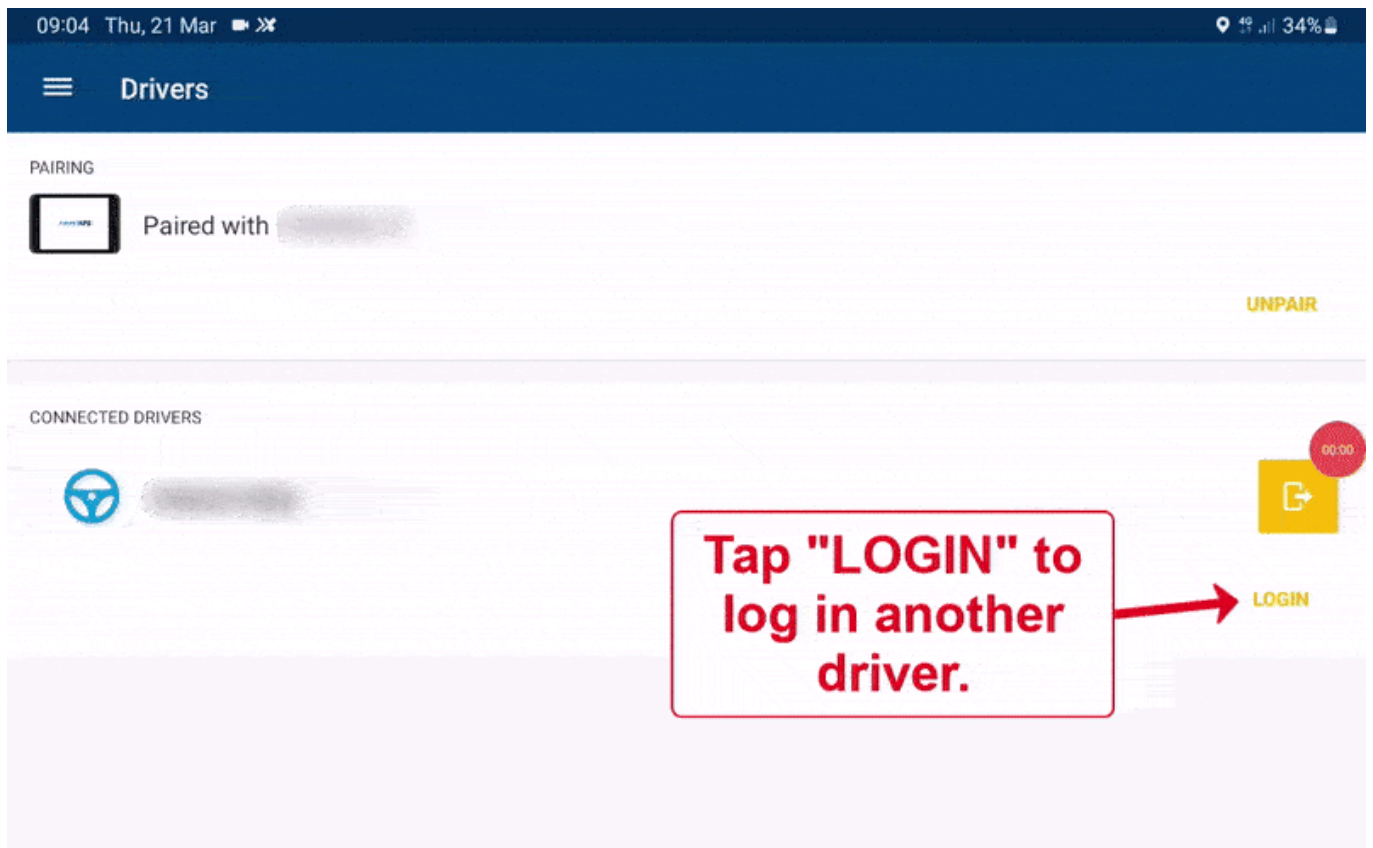 09:04 Thu, 21 Mar
4G 34%
Drivers
PAIRING
Paired with
UNPAIR
CONNECTED DRIVERS
00:00
Tap "LOGIN" to
log in another
driver.
LOGIN